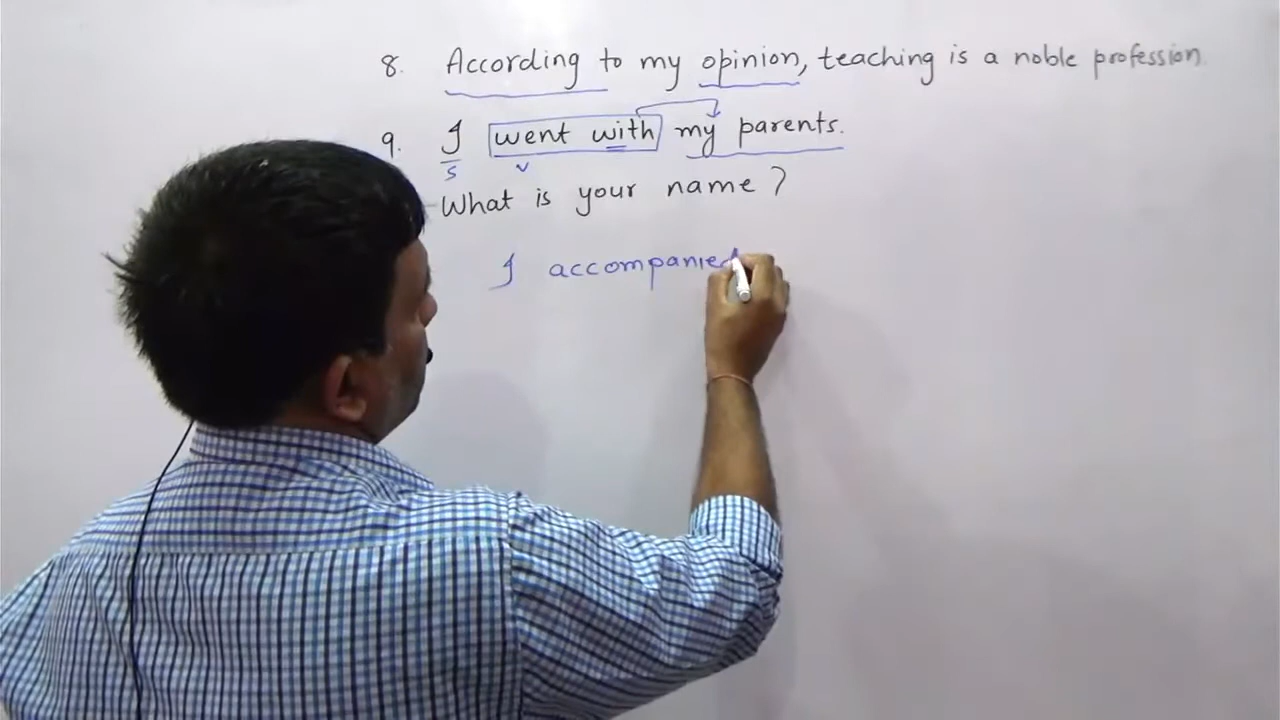 8. According to my opinion, teaching is a noble profession.
9. I went with my parents.
S V
What is your name ?
I accompanied